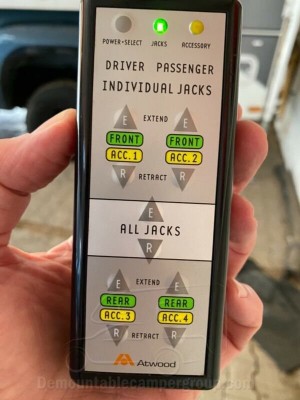 POWER•SELECT JACKS ACCESSORY
DRIVER PASSENGER
INDIVIDUAL JACKS
E EXTEND E
FRONT FRONT
ACC.1 ACC.2
R RETRACT R
E
ALL JACKS
R
E EXTEND E
REAR REAR
ACC.3 ACC.4
R RETRACT R
Atwood
Demountablecampergroup.com